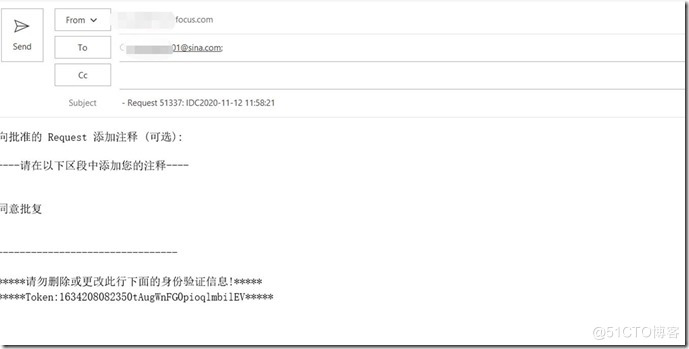 From
focus.com
Send
To
01@sina.com;
Cc
Subject
- Request 51337: IDC2020-11-12 11:58:21
向批准的 Request 添加注释 (可选):
----请在以下区段中添加您的注释----
同意批复
--------------------------------
*****请勿删除或更改此行下面的身份验证信息!*****
*****Token:1634208082350tAugWnFG0pioqlmbilEV*****
@51CTO博客